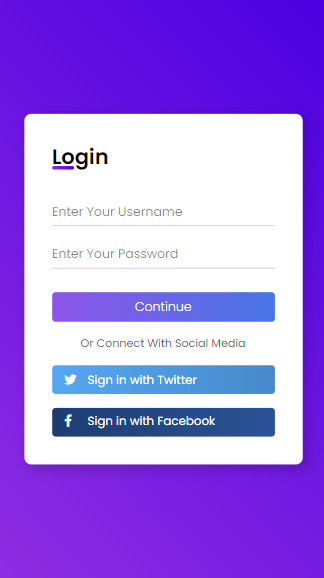 Login
Enter Your Username
Enter Your Password
Continue
Or Connect With Social Media
Sign in with Twitter
Sign in with Facebook